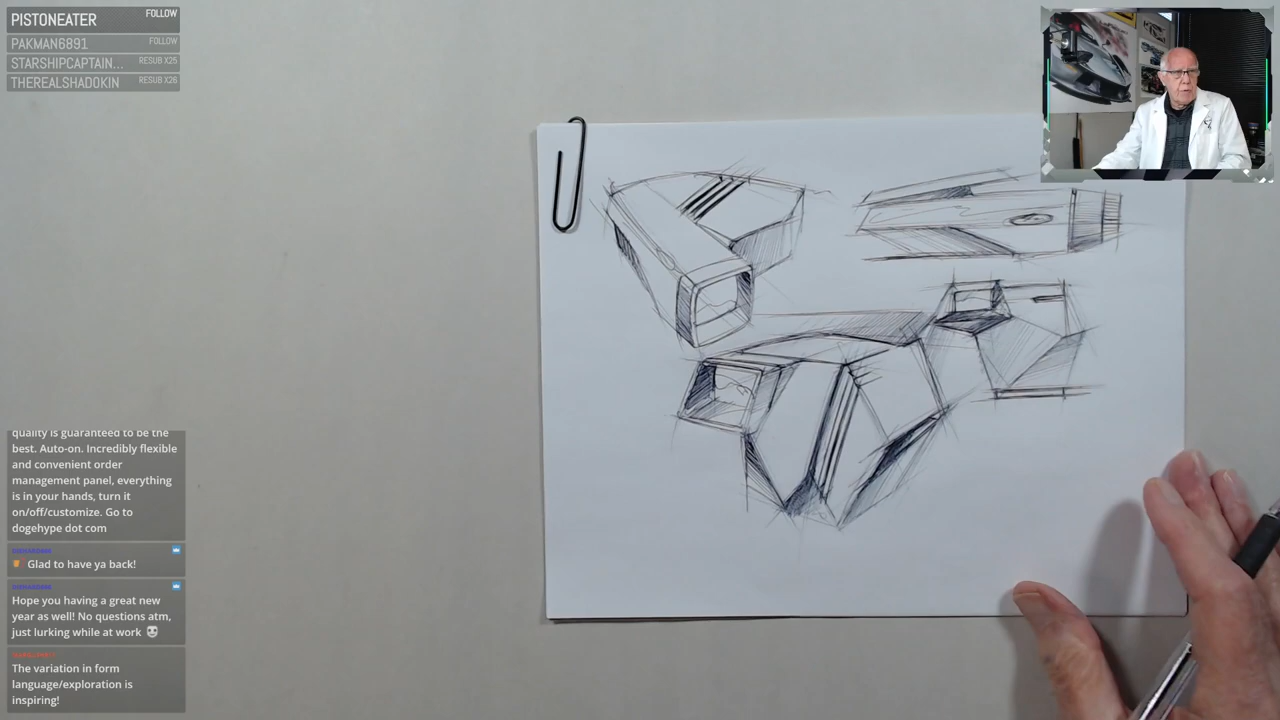 PISTONEATER FOLLOW
PAKMAN6891 FOLLOW
STARSHIPCAPTAIN... RESUB X25
THEREALSHADOKIN RESUB X26
quality is guaranteed to be the
best. Auto-on. Incredibly flexible
and convenient order
management panel, everything
is in your hands, turn it
on/off/customize. Go to
dogehype dot com
Glad to have ya back!
Hope you having a great new
year as well! No questions atm,
just lurking while at work
The variation in form
language/exploration is
inspiring!